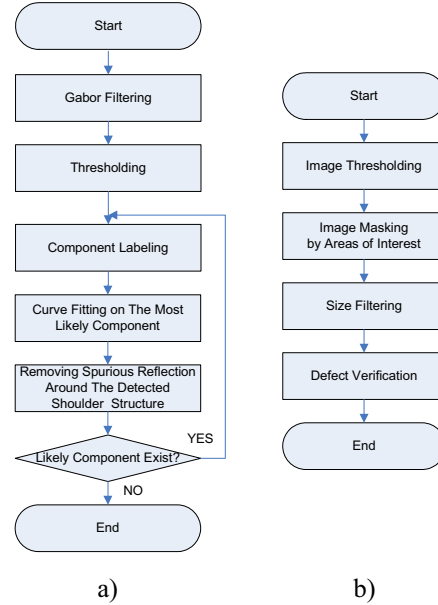 Start
Gabor Filtering
Thresholding
Component Labeling
Curve Fitting on The Most
Likely Component
Removing Spurious Reflection
Around The Detected
Shoulder Structure
YES
Likely Component Exist?
NO
End
a)
Start
Image Thresholding
Image Masking
by Areas of Interest
Size Filtering
Defect Verification
End
b)